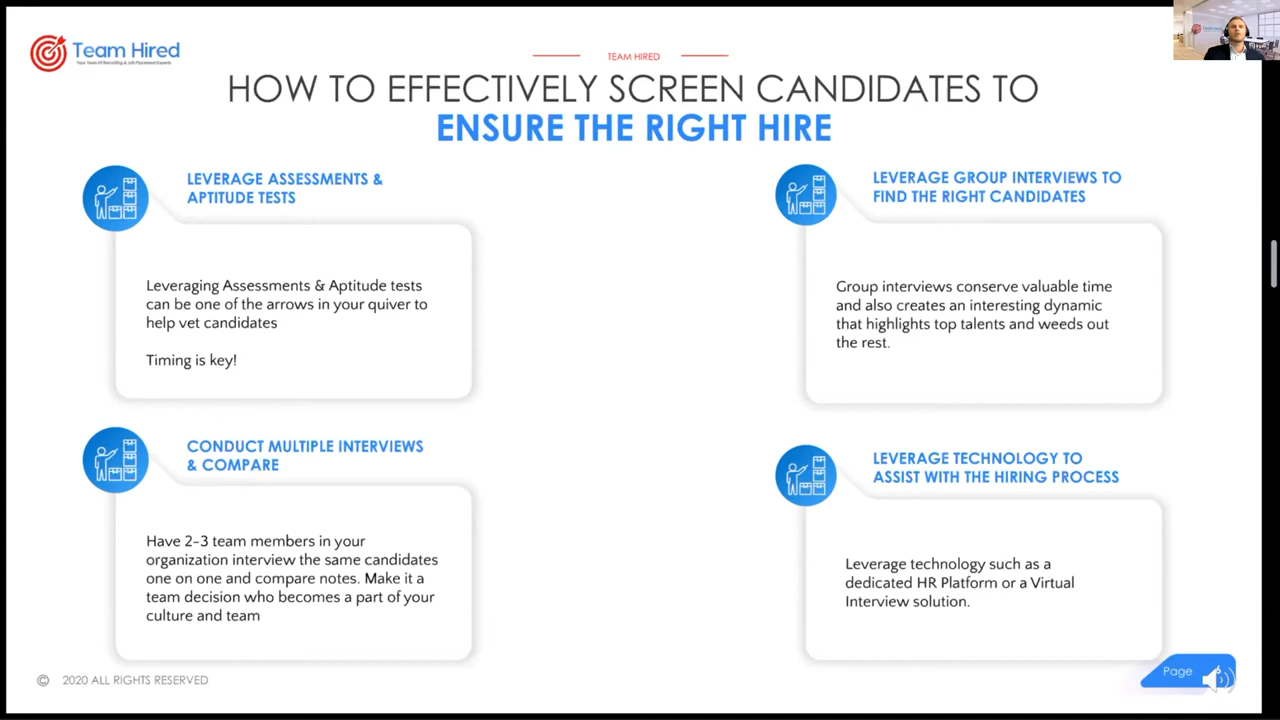 Team Hired
Your Team Of Recruiting & Job Placement Experts
TEAM HIRED
HOW TO EFFECTIVELY SCREEN CANDIDATES TO
ENSURE THE RIGHT HIRE
LEVERAGE ASSESSMENTS &
APTITUDE TESTS
Leveraging Assessments & Aptitude tests
can be one of the arrows in your quiver to
help vet candidates
Timing is key!
LEVERAGE GROUP INTERVIEWS TO
FIND THE RIGHT CANDIDATES
Group interviews conserve valuable time
and also creates an interesting dynamic
that highlights top talents and weeds out
the rest.
CONDUCT MULTIPLE INTERVIEWS
& COMPARE
Have 2-3 team members in your
organization interview the same candidates
one on one and compare notes. Make it a
team decision who becomes a part of your
culture and team
LEVERAGE TECHNOLOGY TO
ASSIST WITH THE HIRING PROCESS
Leverage technology such as a
dedicated HR Platform or a Virtual
Interview solution.
© 2020 ALL RIGHTS RESERVED
Page